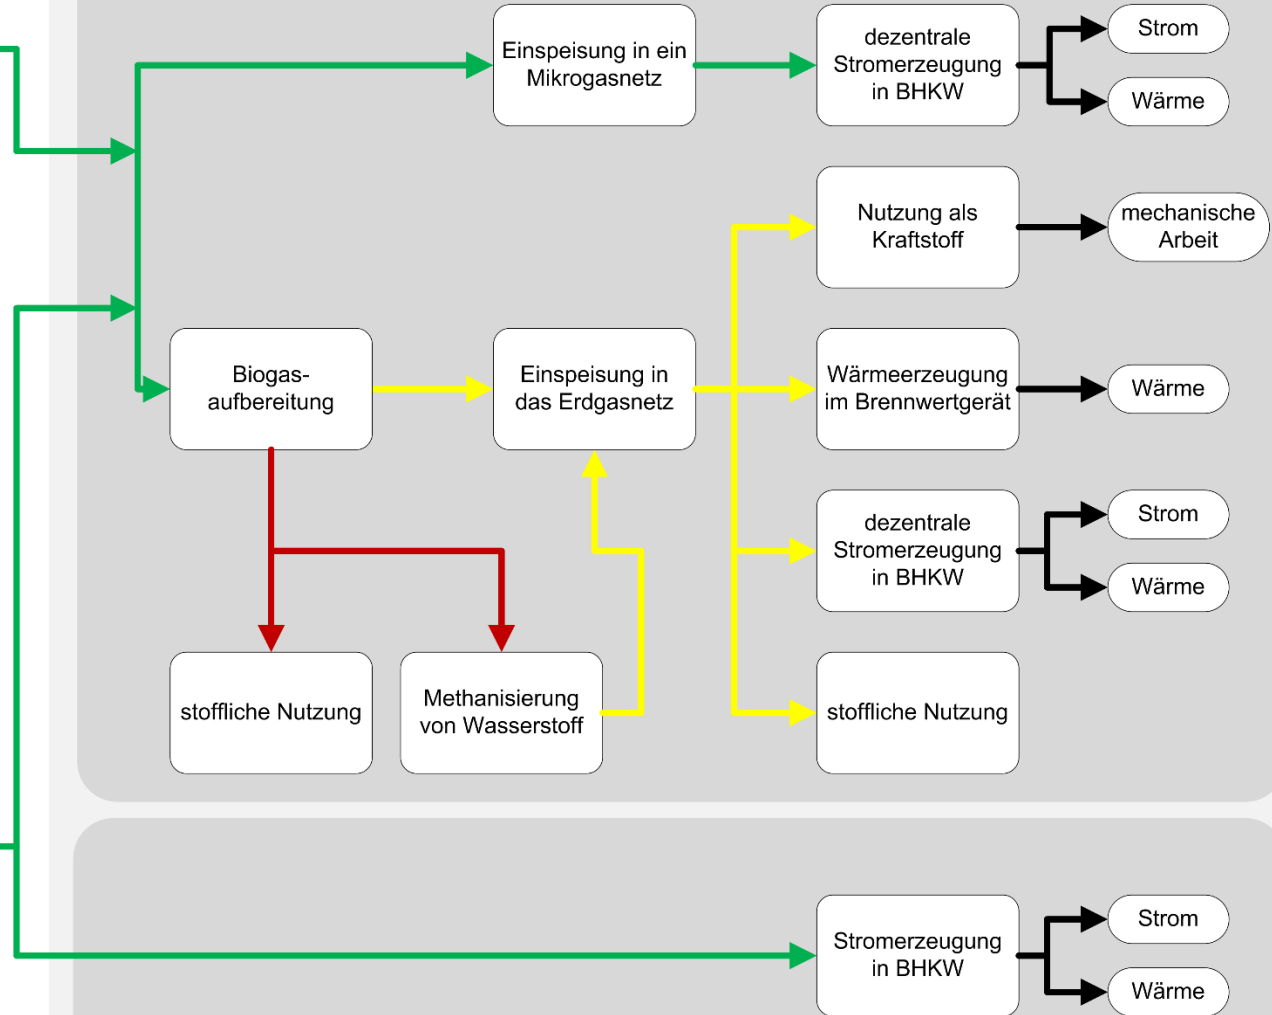 Einspeisung in ein
Mikrogasnetz
dezentrale
Stromerzeugung
in BHKW
Strom
Wärme
Nutzung als
Kraftstoff
mechanische
Arbeit
Biogas-
aufbereitung
Einspeisung in
das Erdgasnetz
Wärmeerzeugung
im Brennwertgerät
Wärme
dezentrale
Stromerzeugung
in BHKW
Strom
Wärme
stoffliche Nutzung
Methanisierung
von Wasserstoff
stoffliche Nutzung
Stromerzeugung
in BHKW
Strom
Wärme